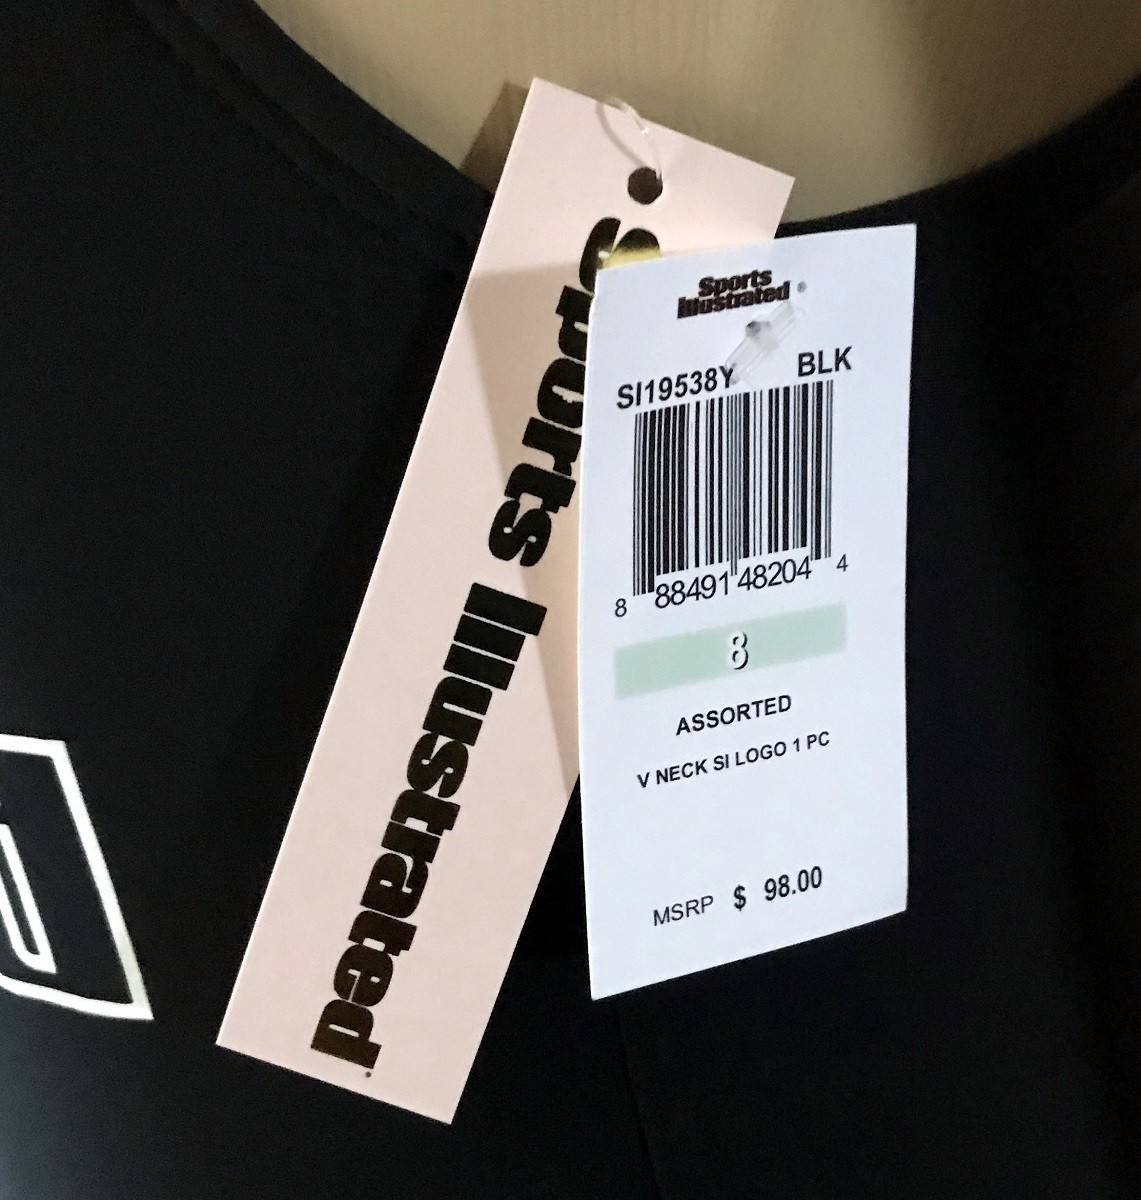 Sports Illustrated
Sports
Illustrated®
SI19538Y BLK
8 88491 48204 4
8
ASSORTED
V NECK SI LOGO 1 PC
MSRP $ 98.00